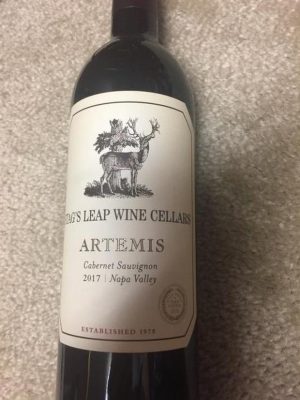 STAG'S LEAP WINE CELLARS
ARTEMIS
Cabernet Sauvignon
2017 | Napa Valley
ESTABLISHED 1970